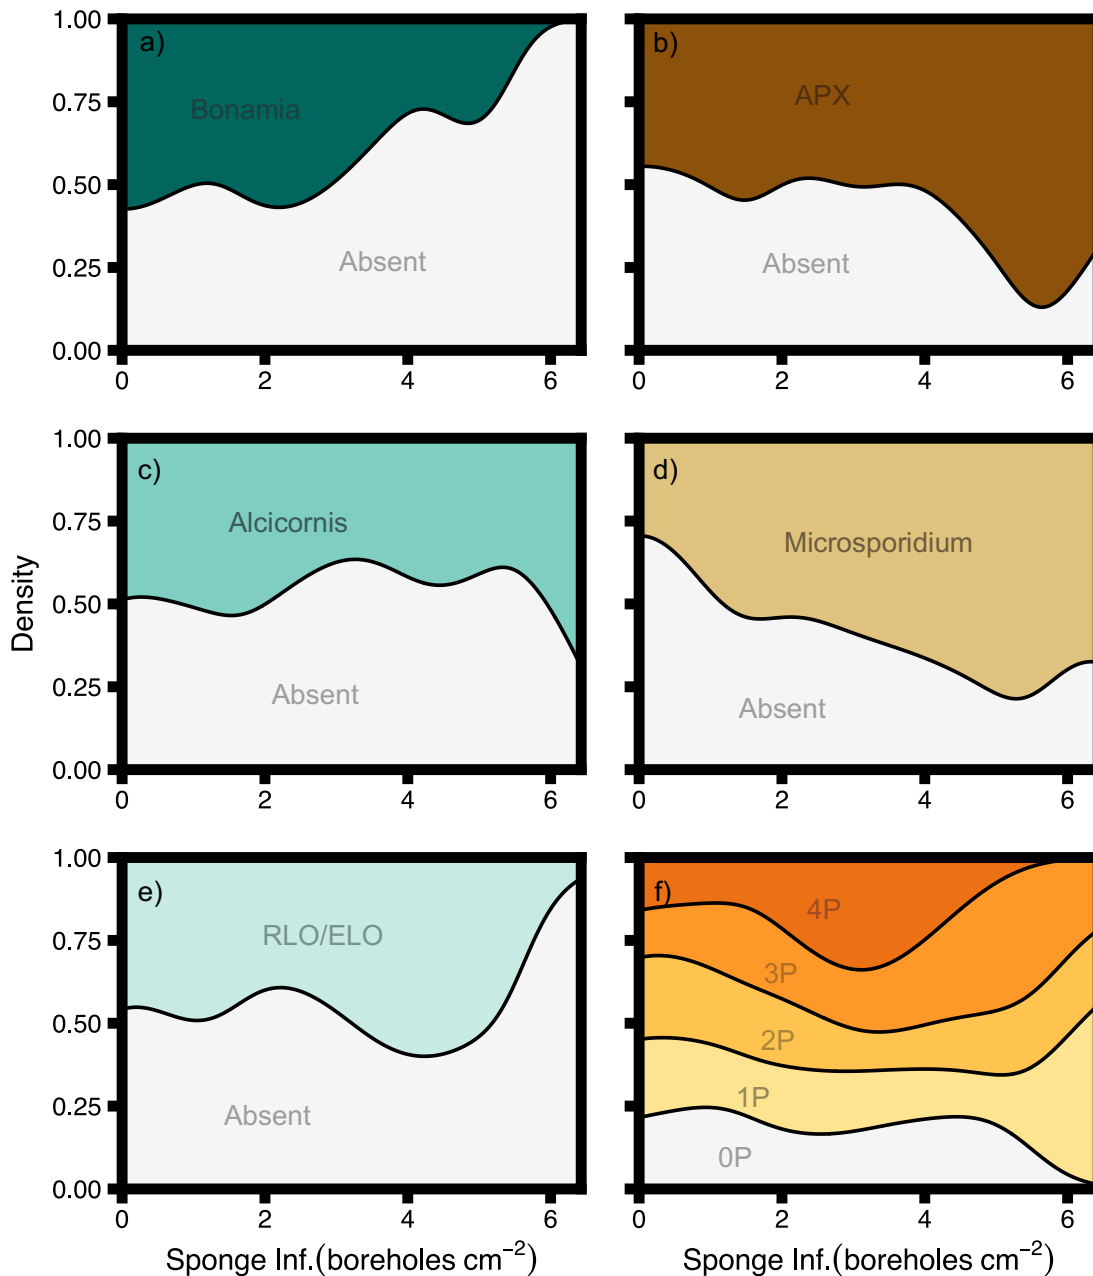 1.00
0.75
0.50
0.25
0.00
a)
Bonamia
Absent
0 2 4 6
b)
APX
Absent
0 2 4 6
Density
1.00
0.75
0.50
0.25
0.00
c)
Alcicornis
Absent
0 2 4 6
d)
Microsporidium
Absent
0 2 4 6
1.00
0.75
0.50
0.25
0.00
e)
RLO/ELO
Absent
0 2 4 6
Sponge Inf.(boreholes cm⁻²)
f)
4P
3P
2P
1P
0P
0 2 4 6
Sponge Inf.(boreholes cm⁻²)